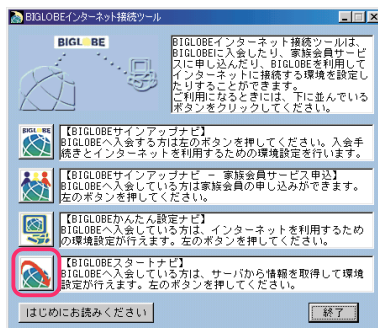 BIGLOBEインターネット接続ツール
BIGLOBE
BIGLOBEインターネット接続ツールは、
BIGLOBEに入会したり、家族会員サービ
スに申し込んだり、BIGLOBEを利用して
インターネットに接続する環境を設定し
たりすることができます。
ご利用になるときには、下に並んでいる
ボタンをクリックしてください。
BIGLOBE
【BIGLOBEサインアップナビ】
BIGLOBEへ入会する方は左のボタンを押してください。入会手
続きとインターネットを利用するための環境設定を行います。
【BIGLOBEサインアップナビ － 家族会員サービス申込】
BIGLOBEへ入会している方は家族会員の申し込みができます。
左のボタンを押してください。
【BIGLOBEかんたん設定ナビ】
BIGLOBEへ入会している方は、インターネットを利用するため
の環境設定が行えます。左のボタンを押してください。
【BIGLOBEスタートナビ】
BIGLOBEへ入会している方は、サーバから情報を取得して環境
設定が行えます。左のボタンを押してください。
はじめにお読みください
終了